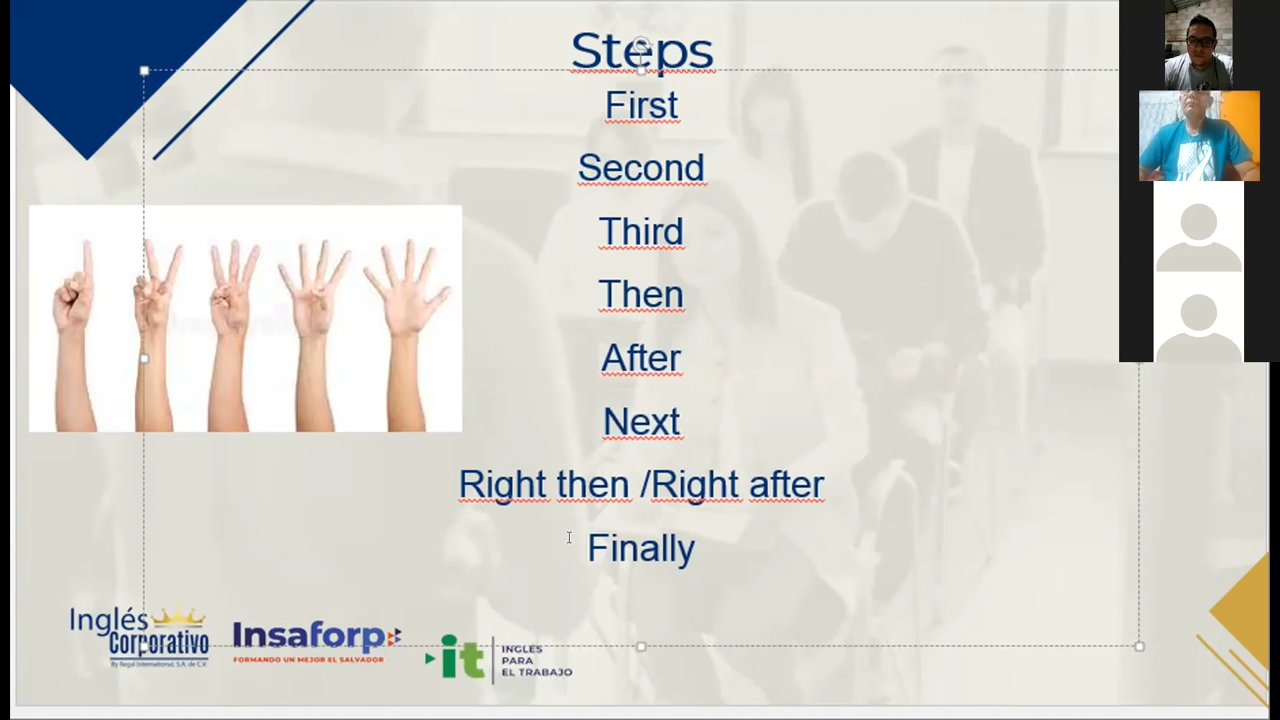 Steps
First
Second
Third
Then
After
Next
Right then /Right after
Finally
Inglés
Corporativo
By Regal International, S.A. de C.V.
Insaforp
FORMANDO UN MEJOR EL SALVADOR
it
INGLÉS
PARA
EL TRABAJO